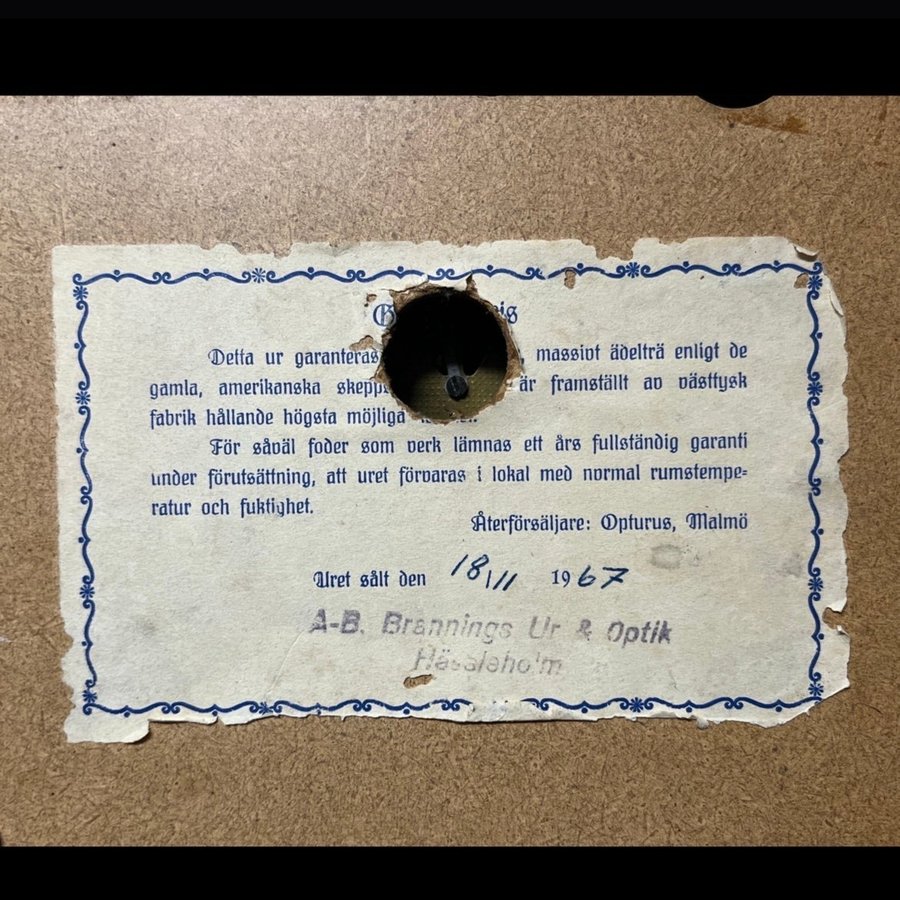 Detta ur garanteras massivt ädelträ enligt de
gamla, amerikanska är framställt av västtysk
fabrik hållande högsta möjliga
För såväl foder som verk lämnas ett års fullständig garanti
under förutsättning, att uret förvaras i lokal med normal rumstempe=
ratur och fuktighet.
Återförsäljare: Opturus, Malmö
Uret sålt den 18/11 1967
A-B. Brannings Ur & Optik
Hässleholm